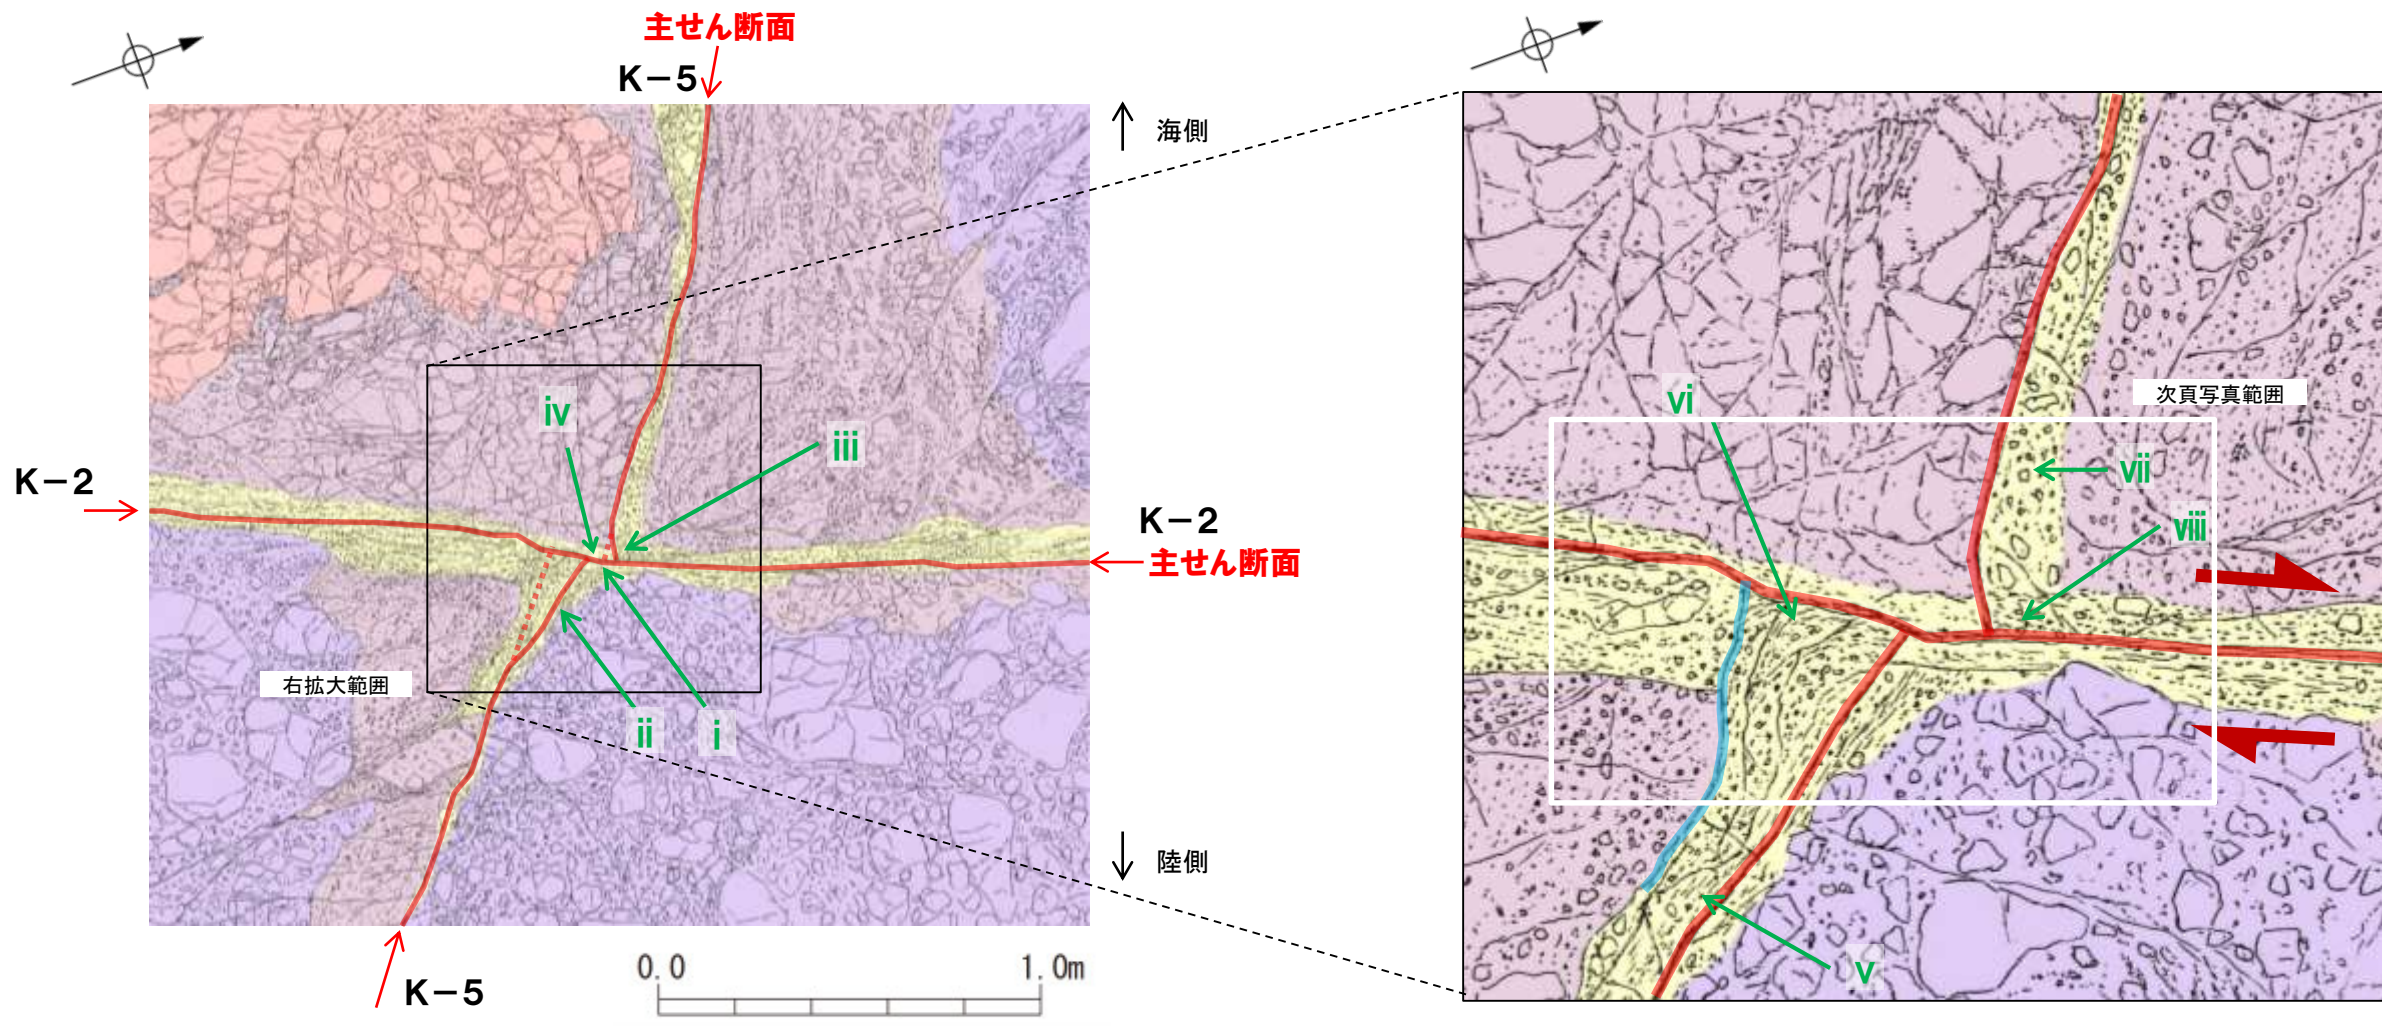 主せん断面
K−5
海側
次頁写真範囲
vi
iv
iii
vii
K−2
K−2
viii
主せん断面
右拡大範囲
ii
i
陸側
0.0
1.0m
K−5
v